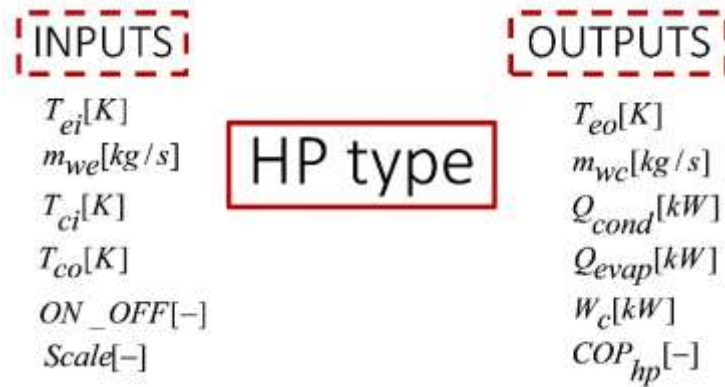 INPUTS
T_ei[K]
m_we[kg/s]
T_ci[K]
T_co[K]
ON_OFF[−]
Scale[−]
HP type
OUTPUTS
T_eo[K]
m_wc[kg/s]
Q_cond[kW]
Q_evap[kW]
W_c[kW]
COP_hp[−]